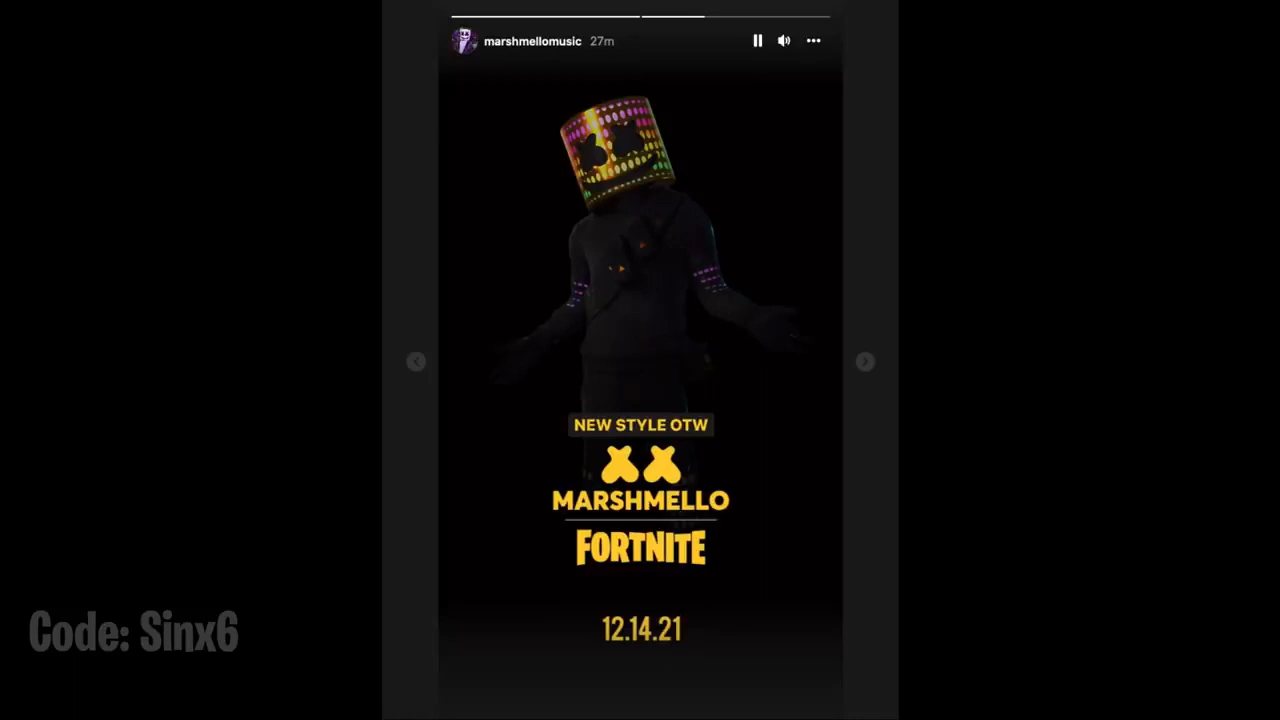 marshmellomusic 27m
NEW STYLE OTW
MARSHMELLO
FORTNITE
12.14.21
Code: Sinx6